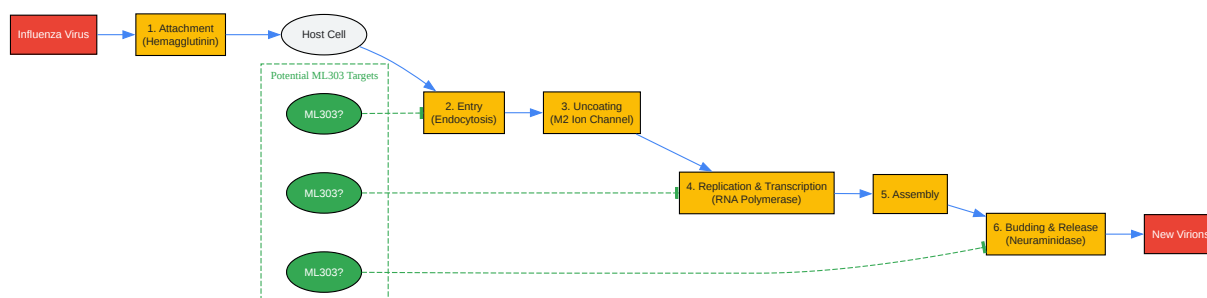 Influenza Virus
1. Attachment
(Hemagglutinin)
Host Cell
Potential ML303 Targets
ML303?
2. Entry
(Endocytosis)
3. Uncoating
(M2 Ion Channel)
ML303?
4. Replication & Transcription
(RNA Polymerase)
5. Assembly
6. Budding & Release
(Neuraminidase)
New Virions
ML303?